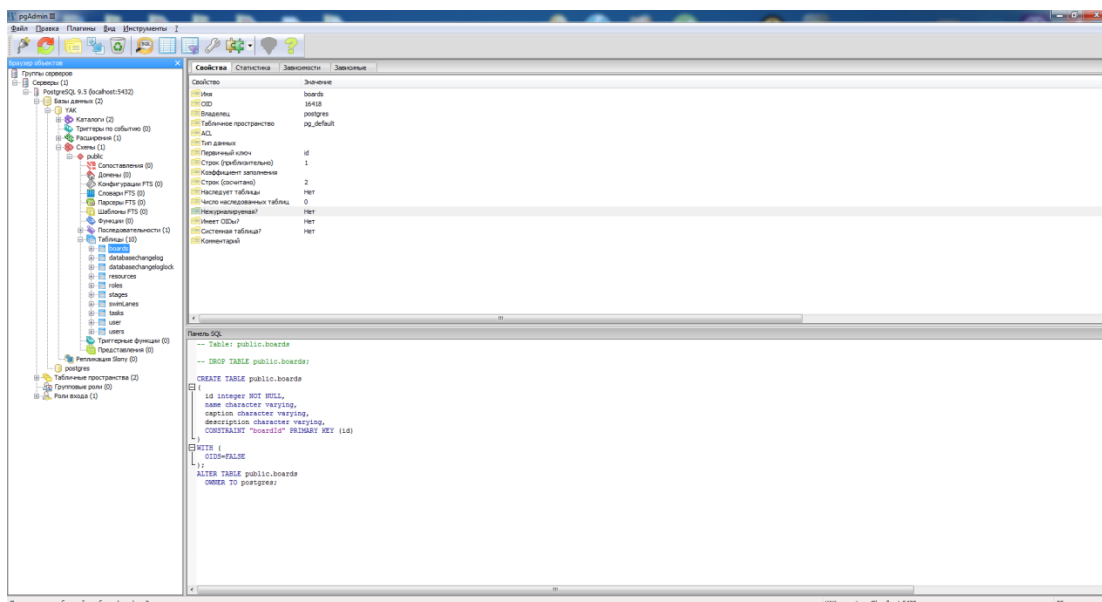 pgAdmin III
Файл Правка Плагины Вид Инструменты ?
SQL
Браузер объектов
Группы серверов
Серверы (1)
PostgreSQL 9.5 (localhost:5432)
Базы данных (2)
YAK
Каталоги (2)
Триггеры по событию (0)
Расширения (1)
Схемы (1)
public
Сопоставления (0)
Домены (0)
Конфигурации FTS (0)
Словари FTS (0)
Парсеры FTS (0)
Шаблоны FTS (0)
Функции (0)
Последовательности (1)
Таблицы (10)
boards
databasechangelog
databasechangeloglock
resources
roles
stages
swimLanes
tasks
user
users
Триггерные функции (0)
Представления (0)
Репликация Slony (0)
postgres
Табличные пространства (2)
Групповые роли (0)
Роли входа (1)
Свойства Статистика Зависимости Зависимые
Свойство Значение
Имя boards
OID 16418
Владелец postgres
Табличное пространство pg_default
ACL
Тип данных
Первичный ключ id
Строк (приблизительно) 1
Коэффициент заполнения
Строк (сосчитано) 2
Наследует таблицы Нет
Число наследованных таблиц 0
Нежурналируемая? Нет
Имеет OIDы? Нет
Системная таблица? Нет
Комментарий
Панель SQL
-- Table: public.boards
-- DROP TABLE public.boards;
CREATE TABLE public.boards
(
id integer NOT NULL,
name character varying,
caption character varying,
description character varying,
CONSTRAINT "boardId" PRIMARY KEY (id)
)
WITH (
OIDS=FALSE
);
ALTER TABLE public.boards
OWNER TO postgres;